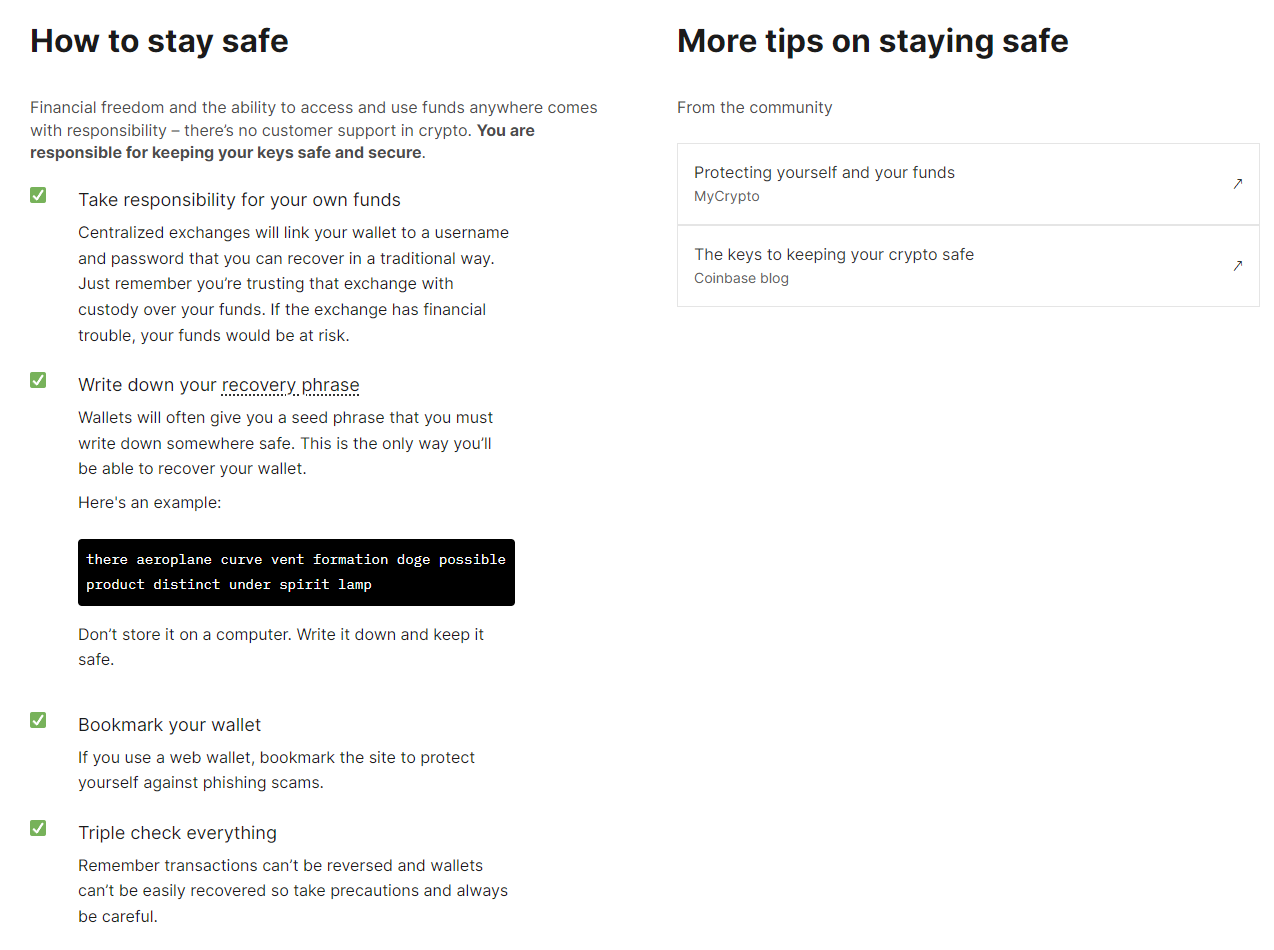 How to stay safe
Financial freedom and the ability to access and use funds anywhere comes
with responsibility – there’s no customer support in crypto. You are
responsible for keeping your keys safe and secure.
Take responsibility for your own funds
Centralized exchanges will link your wallet to a username
and password that you can recover in a traditional way.
Just remember you’re trusting that exchange with
custody over your funds. If the exchange has financial
trouble, your funds would be at risk.
Write down your recovery phrase
Wallets will often give you a seed phrase that you must
write down somewhere safe. This is the only way you’ll
be able to recover your wallet.
Here's an example:
there aeroplane curve vent formation doge possible
product distinct under spirit lamp
Don’t store it on a computer. Write it down and keep it
safe.
Bookmark your wallet
If you use a web wallet, bookmark the site to protect
yourself against phishing scams.
Triple check everything
Remember transactions can’t be reversed and wallets
can’t be easily recovered so take precautions and always
be careful.
More tips on staying safe
From the community
Protecting yourself and your funds
MyCrypto
The keys to keeping your crypto safe
Coinbase blog